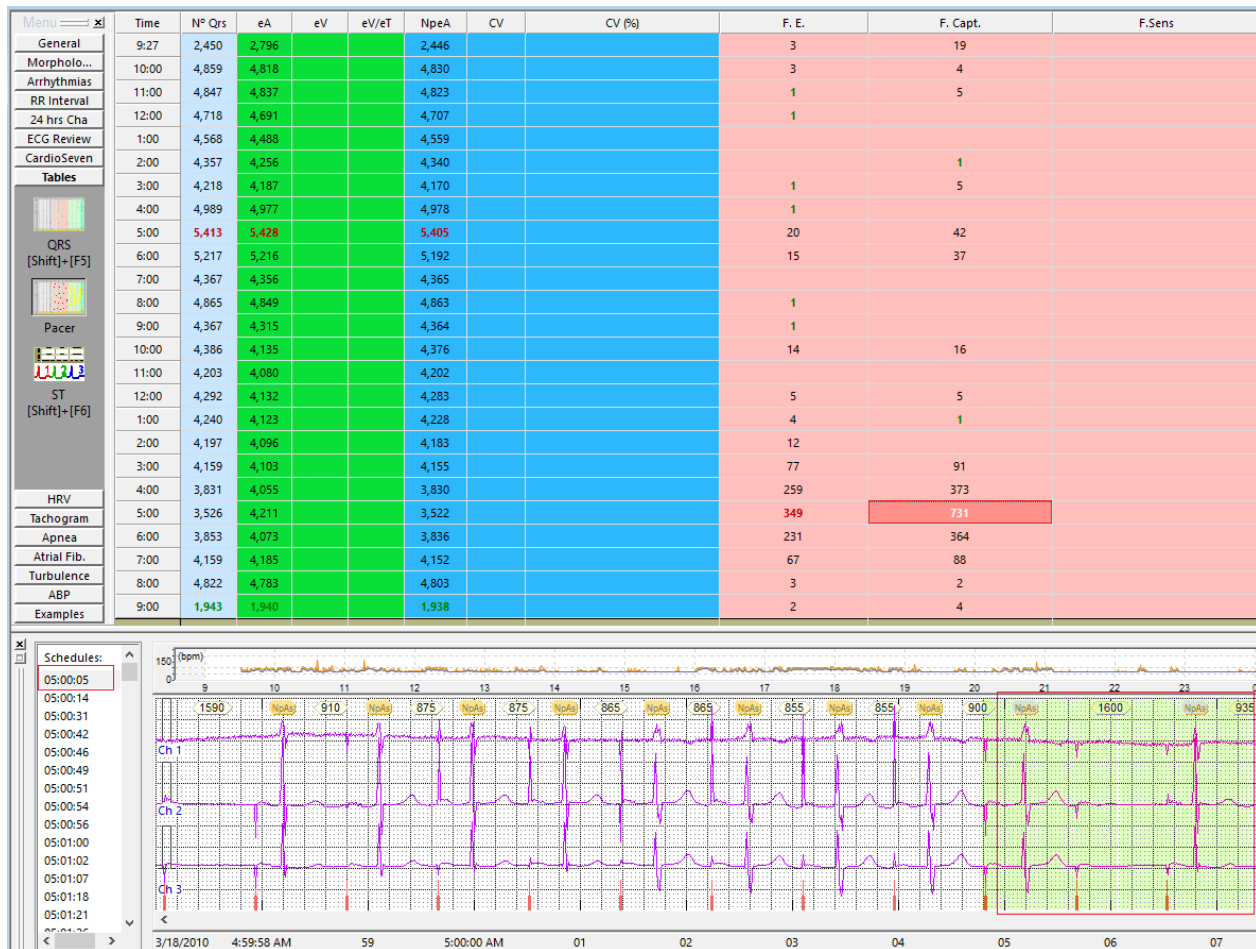 Menu
General
Morpholo...
Arrhythmias
RR Interval
24 hrs Cha
ECG Review
CardioSeven
Tables
QRS
[Shift]+[F5]
Pacer
ST
[Shift]+[F6]
HRV
Tachogram
Apnea
Atrial Fib.
Turbulence
ABP
Examples
Time Nº Qrs eA eV eV/eT NpeA CV CV (%) F. E. F. Capt. F.Sens
9:27 2,450 2,796 2,446 3 19
10:00 4,859 4,818 4,830 3 4
11:00 4,847 4,837 4,823 1 5
12:00 4,718 4,691 4,707 1
1:00 4,568 4,488 4,559
2:00 4,357 4,256 4,340 1
3:00 4,218 4,187 4,170 1 5
4:00 4,989 4,977 4,978 1
5:00 5,413 5,428 5,405 20 42
6:00 5,217 5,216 5,192 15 37
7:00 4,367 4,356 4,365
8:00 4,865 4,849 4,863 1
9:00 4,367 4,315 4,364 1
10:00 4,386 4,135 4,376 14 16
11:00 4,203 4,080 4,202
12:00 4,292 4,132 4,283 5 5
1:00 4,240 4,123 4,228 4 1
2:00 4,197 4,096 4,183 12
3:00 4,159 4,103 4,155 77 91
4:00 3,831 4,055 3,830 259 373
5:00 3,526 4,211 3,522 349 731
6:00 3,853 4,073 3,836 231 364
7:00 4,159 4,185 4,152 67 88
8:00 4,822 4,783 4,803 3 2
9:00 1,943 1,940 1,938 2 4
Schedules:
05:00:05
05:00:14
05:00:31
05:00:42
05:00:46
05:00:49
05:00:51
05:00:54
05:00:56
05:01:00
05:01:02
05:01:07
05:01:18
05:01:21
150 (bpm)
0
9 10 11 12 13 14 15 16 17 18 19 20 21 22 23
1590 NpAs 910 NpAs 875 NpAs 875 NpAs 865 NpAs 865 NpAs 855 NpAs 855 NpAs 900 NpAs 1600 NpAs 935
Ch 1
Ch 2
Ch 3
3/18/2010 4:59:58 AM 59 5:00:00 AM 01 02 03 04 05 06 07